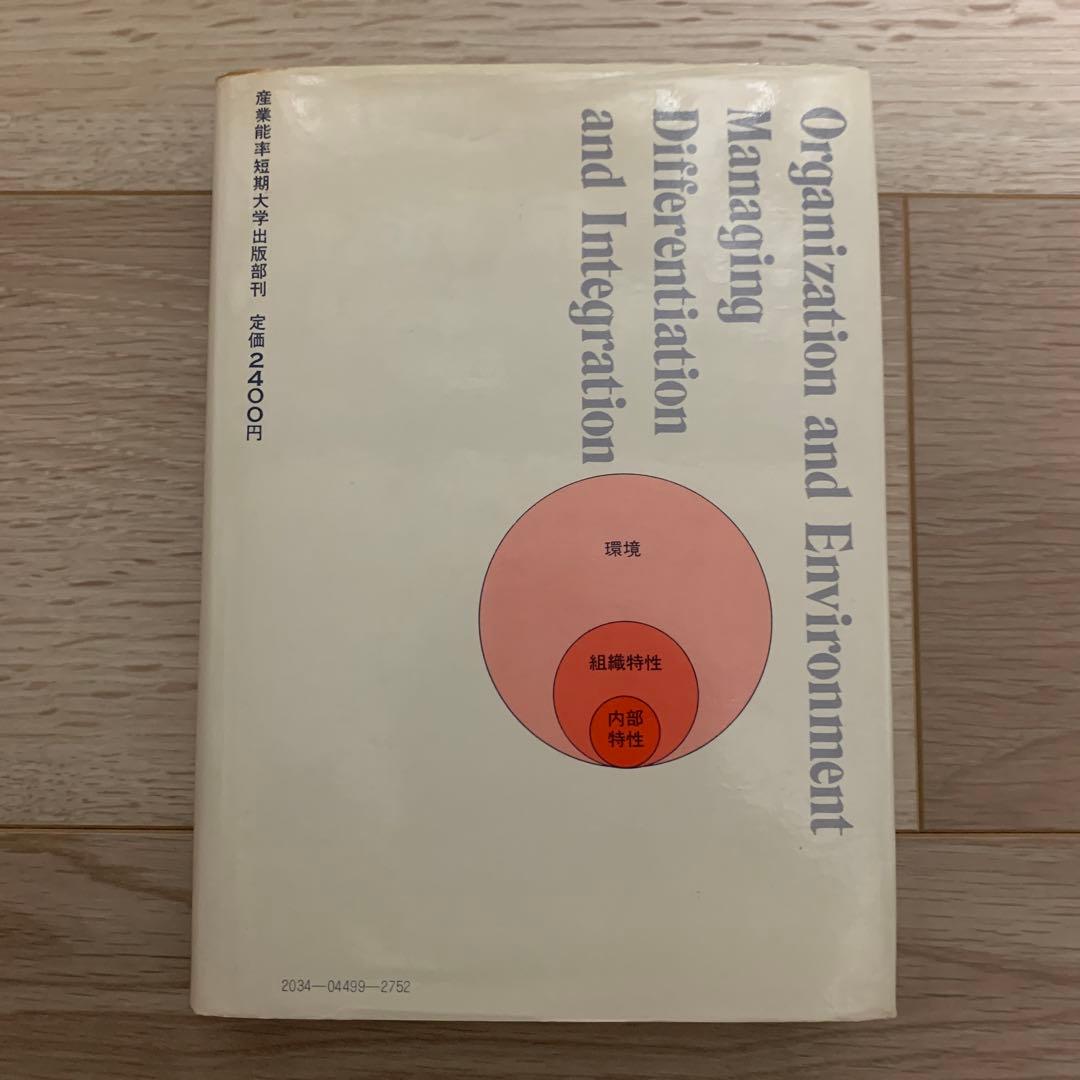 Organization and Environment
Managing
Differentiation
and Integration
環境
組織特性
内部
特性
産業能率短期大学出版部刊 定価2400円
2034—04499—2752